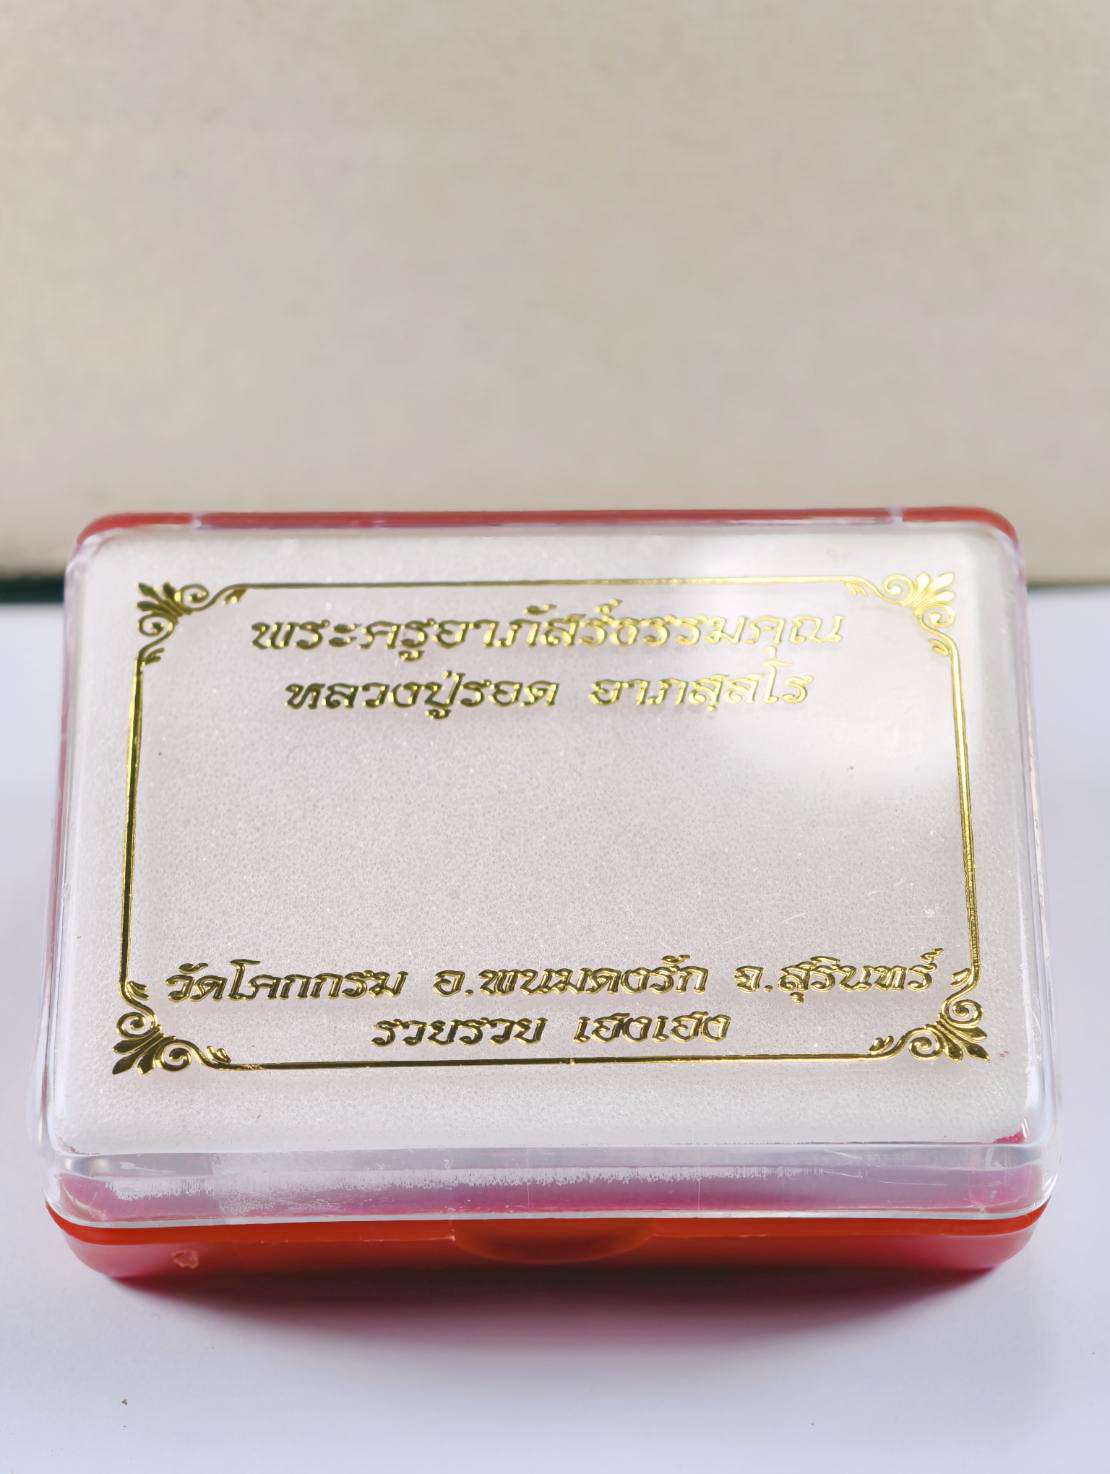 พระครูอาภัสร์ธรรมคุณ
หลวงปู่รอด อาภสฺสโร
วัดโคกกรม อ.พนมดงรัก จ.สุรินทร์
รวยรวย เฮงเฮง